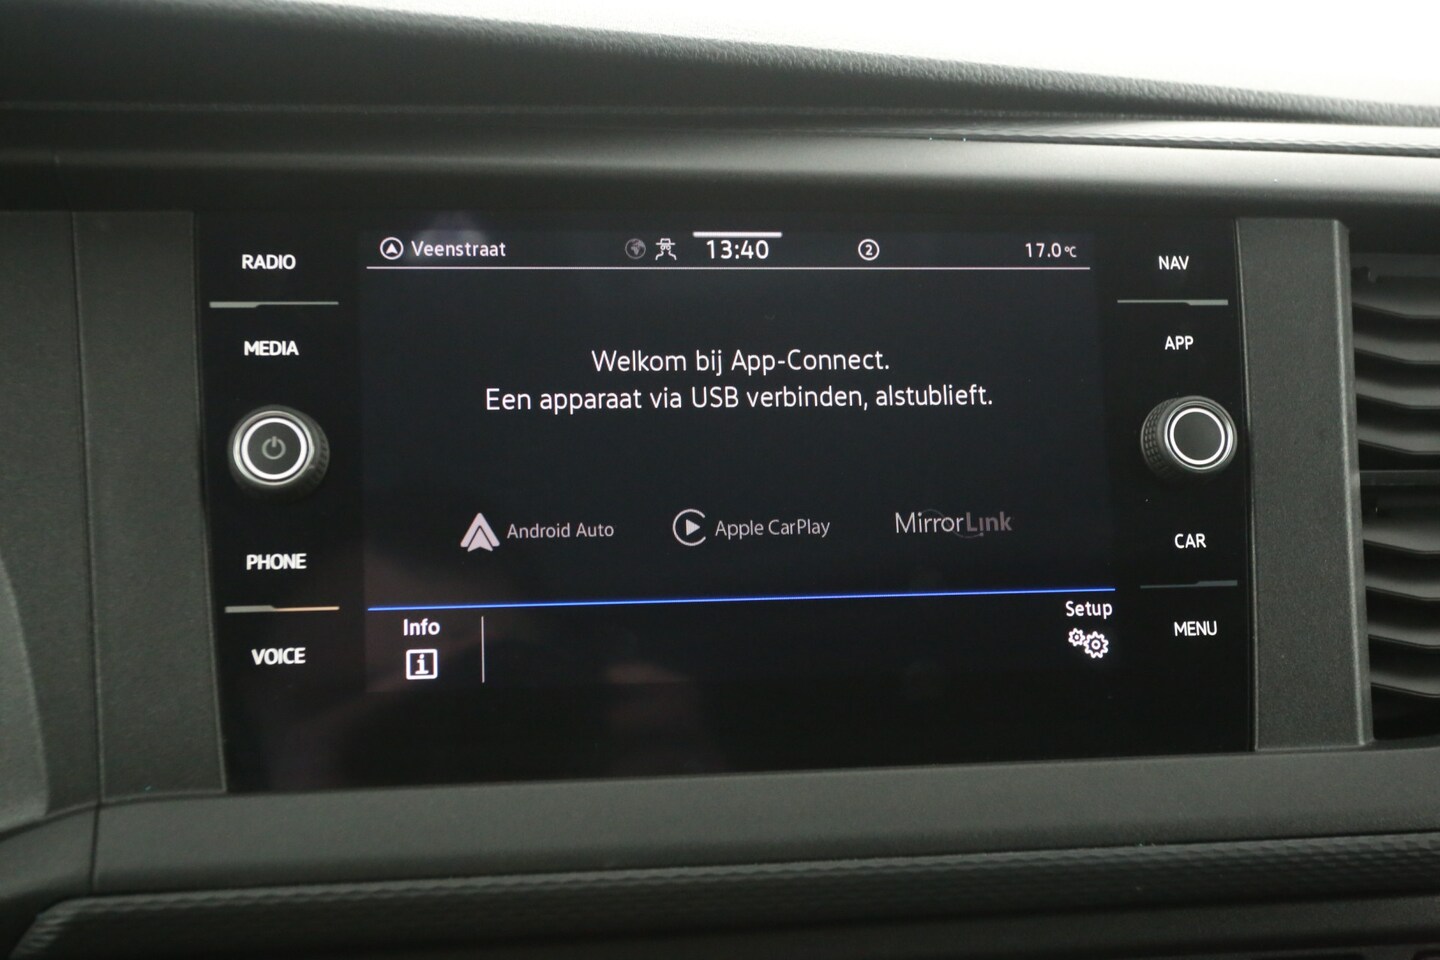 RADIO
MEDIA
PHONE
VOICE
Veenstraat
13:40
2
17.0°C
Welkom bij App-Connect.
Een apparaat via USB verbinden, alstublieft.
Android Auto
Apple CarPlay
MirrorLink
Info
i
Setup
NAV
APP
CAR
MENU